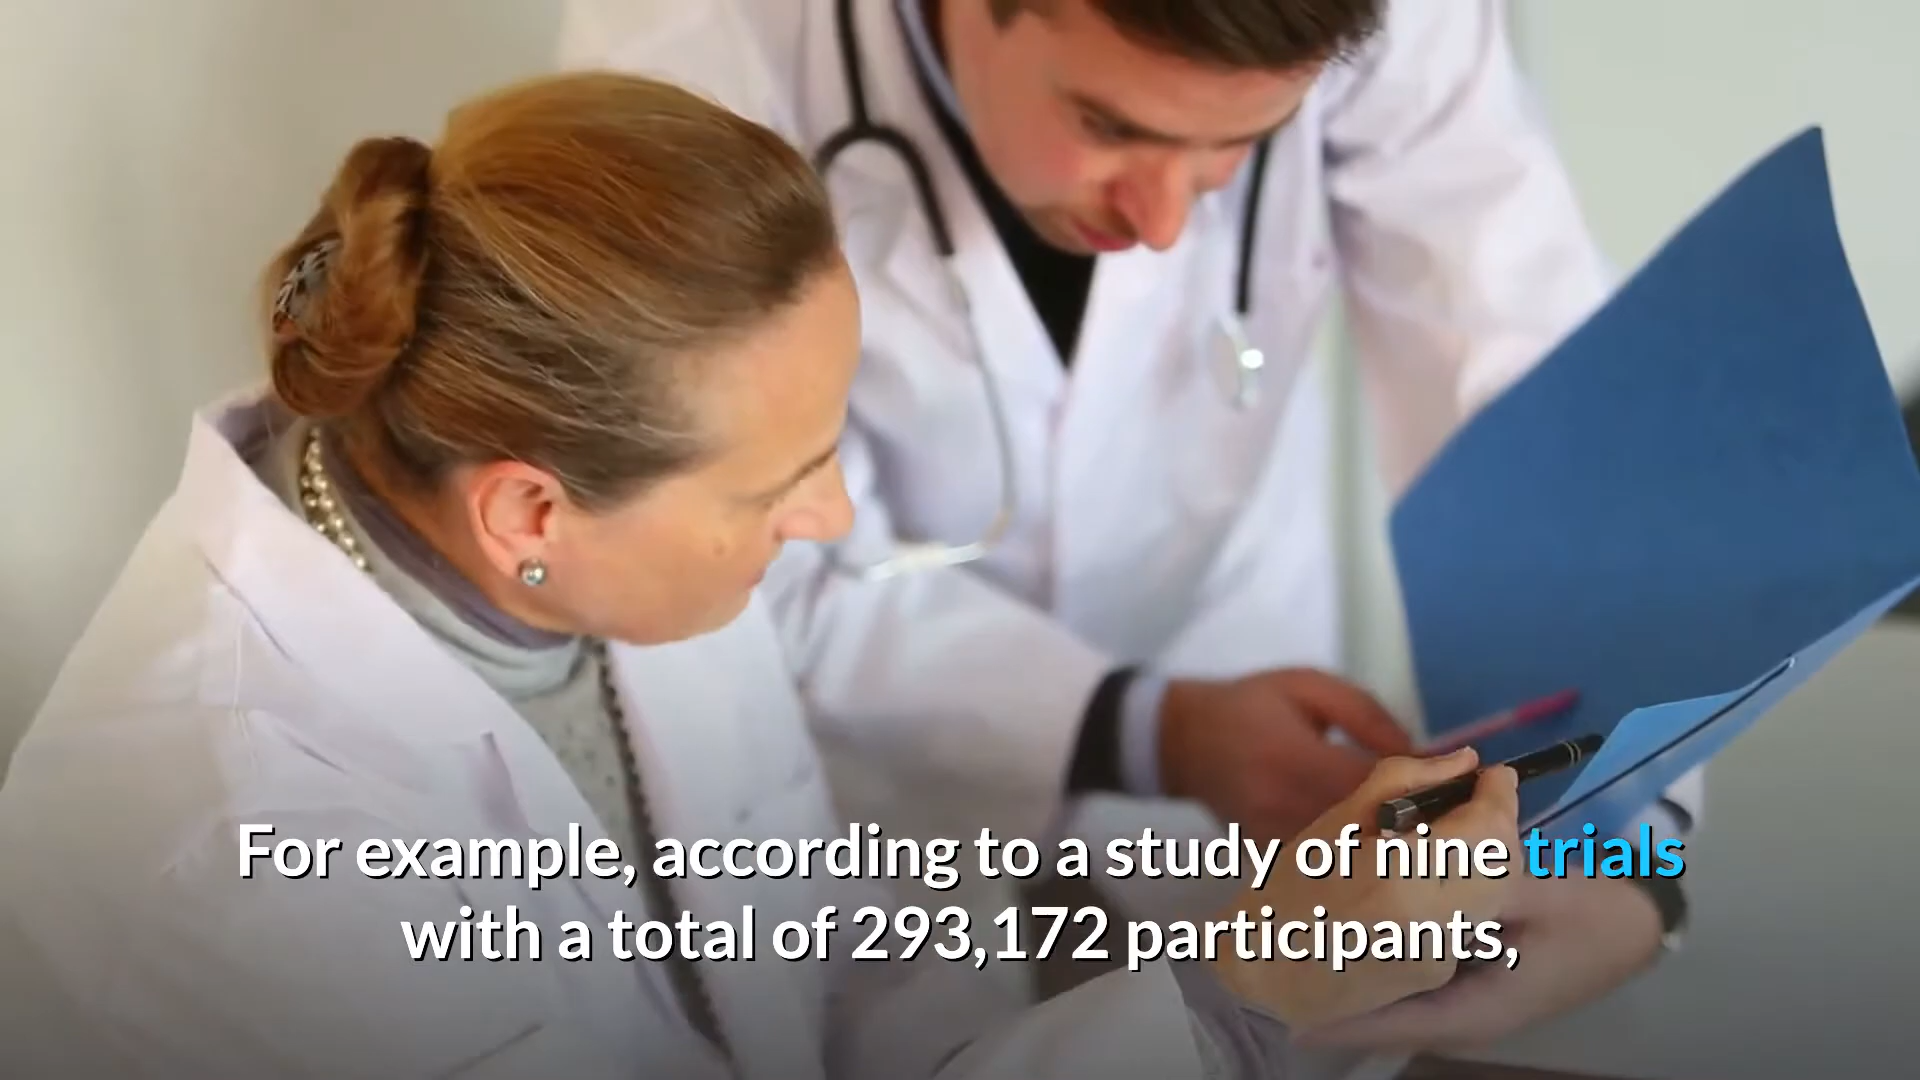 For example, according to a study of nine trials
with a total of 293,172 participants,